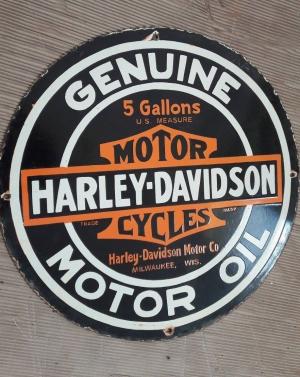 GENUINE
5 Gallons
U.S. MEASURE
MOTOR
HARLEY-DAVIDSON
TRADE MARK
CYCLES
Harley-Davidson Motor Co
MILWAUKEE, WIS.
MOTOR OIL